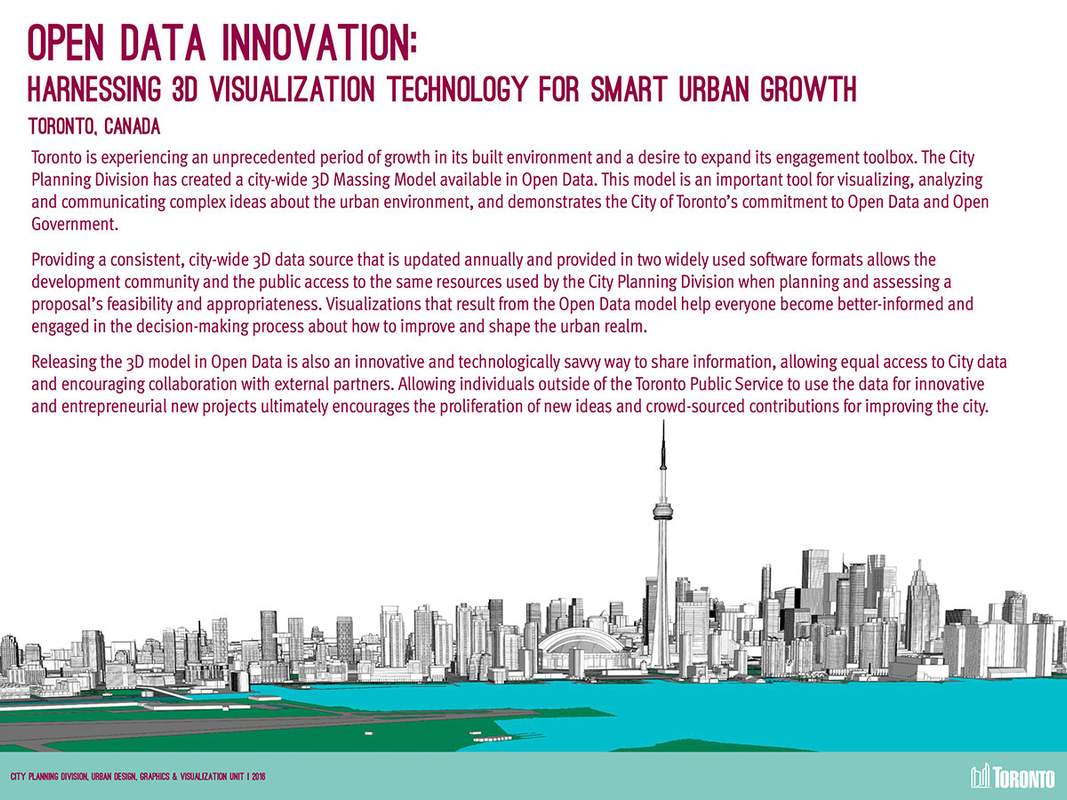 OPEN DATA INNOVATION:
HARNESSING 3D VISUALIZATION TECHNOLOGY FOR SMART URBAN GROWTH
TORONTO, CANADA
Toronto is experiencing an unprecedented period of growth in its built environment and a desire to expand its engagement toolbox. The City
Planning Division has created a city-wide 3D Massing Model available in Open Data. This model is an important tool for visualizing, analyzing
and communicating complex ideas about the urban environment, and demonstrates the City of Toronto's commitment to Open Data and Open
Government.
Providing a consistent, city-wide 3D data source that is updated annually and provided in two widely used software formats allows the
development community and the public access to the same resources used by the City Planning Division when planning and assessing a
proposal's feasibility and appropriateness. Visualizations that result from the Open Data model help everyone become better-informed and
engaged in the decision-making process about how to improve and shape the urban realm.
Releasing the 3D model in Open Data is also an innovative and technologically savvy way to share information, allowing equal access to City data
and encouraging collaboration with external partners. Allowing individuals outside of the Toronto Public Service to use the data for innovative
and entrepreneurial new projects ultimately encourages the proliferation of new ideas and crowd-sourced contributions for improving the city.
CITY PLANNING DIVISION, URBAN DESIGN, GRAPHICS & VISUALIZATION UNIT | 2016
TORONTO